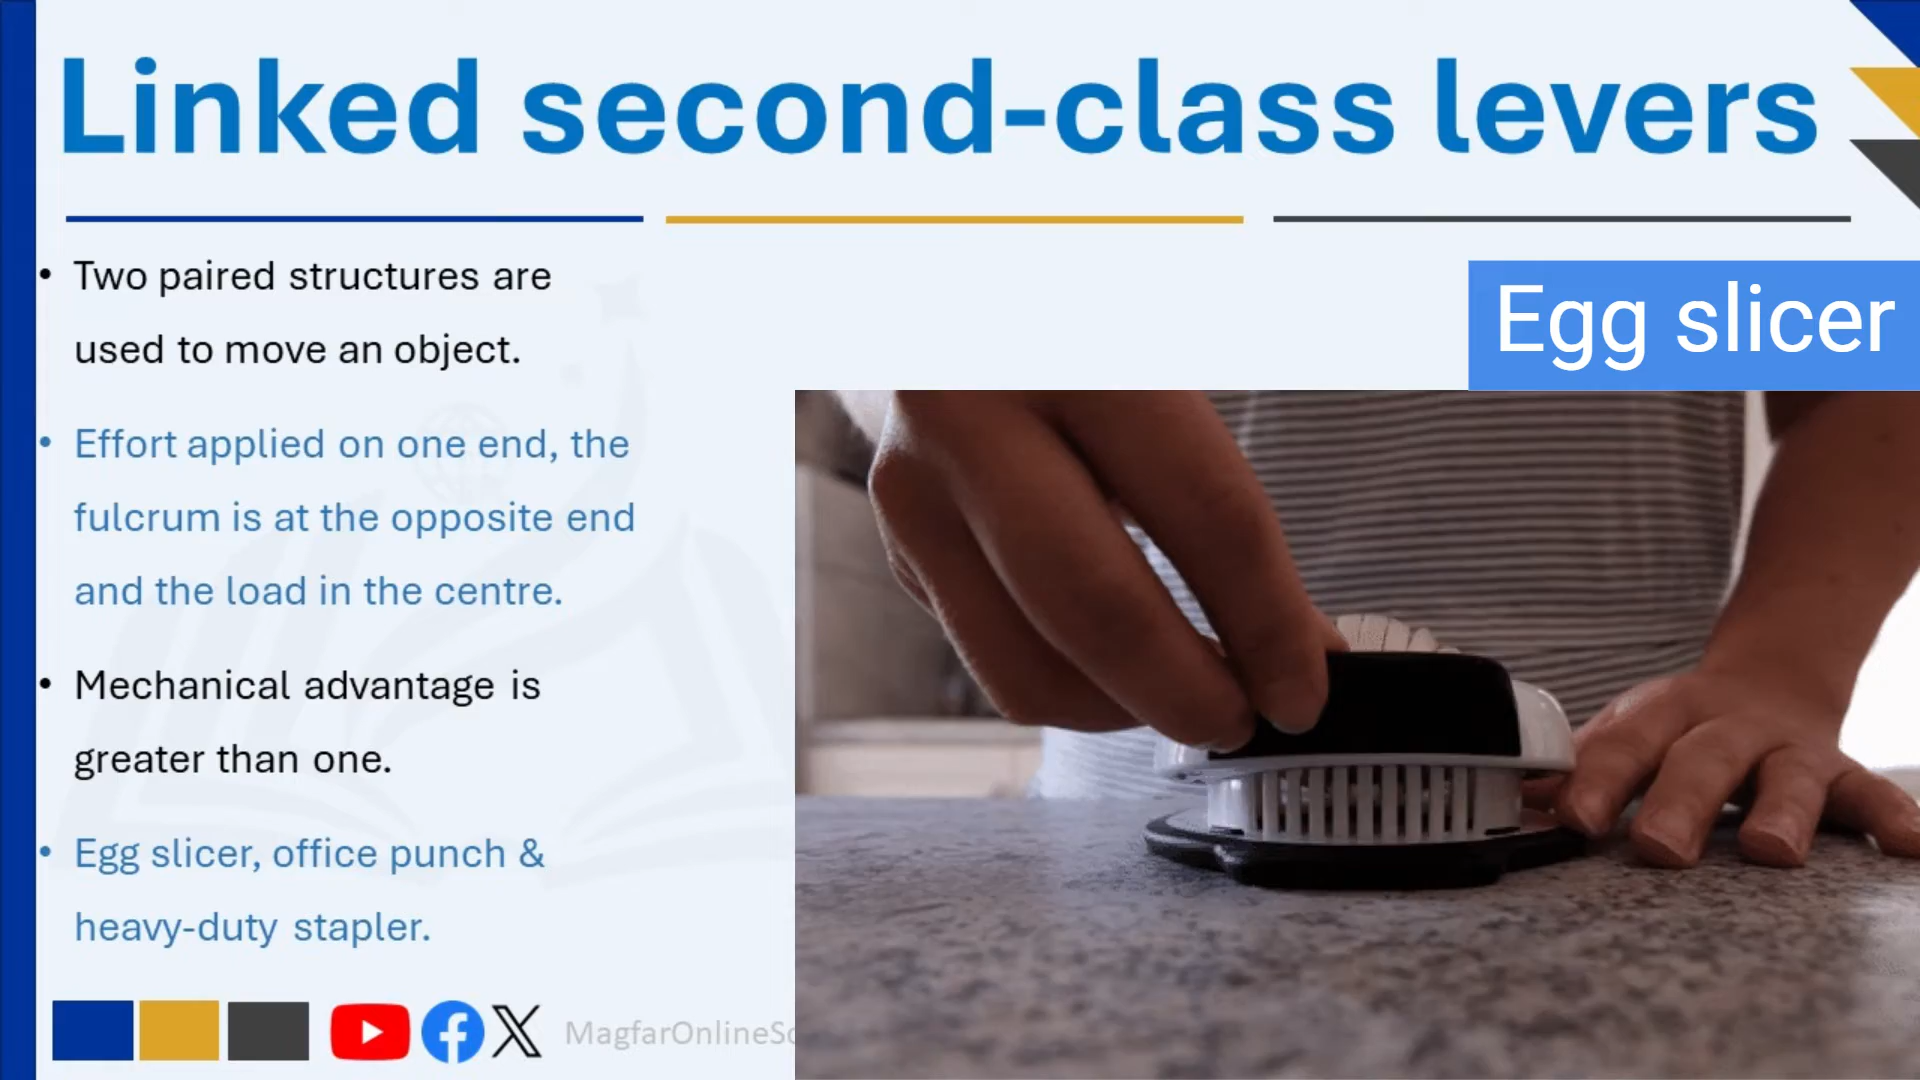 Linked second-class levers
Egg slicer
• Two paired structures are
used to move an object.
• Effort applied on one end, the
fulcrum is at the opposite end
and the load in the centre.
• Mechanical advantage is
greater than one.
• Egg slicer, office punch &
heavy-duty stapler.
MagfarOnlineSc